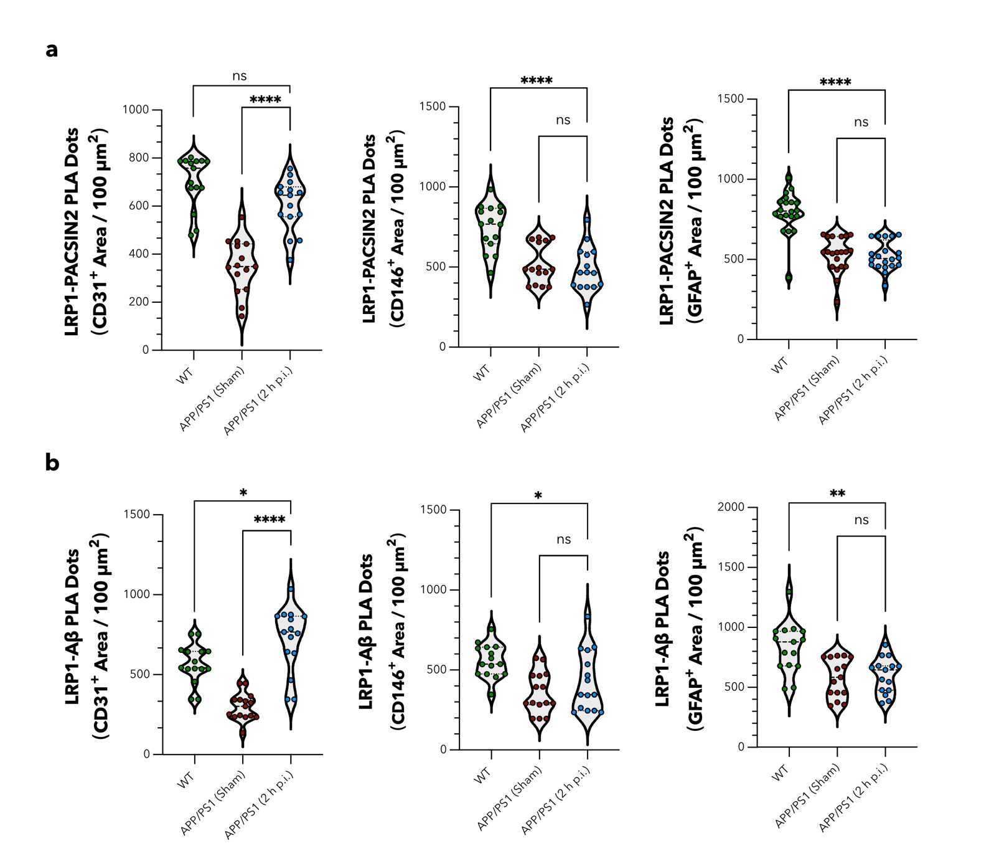 a
LRP1-PACSIN2 PLA Dots
(CD31⁺ Area / 100 µm²)
ns
****
1000
800
600
400
200
0
WT
APP/PS1 (Sham)
APP/PS1 (2 h p.i.)
LRP1-PACSIN2 PLA Dots
(CD146⁺ Area / 100 µm²)
****
ns
1500
1000
500
0
WT
APP/PS1 (Sham)
APP/PS1 (2 h p.i.)
LRP1-PACSIN2 PLA Dots
(GFAP⁺ Area / 100 µm²)
****
ns
1500
1000
500
0
WT
APP/PS1 (Sham)
APP/PS1 (2 h p.i.)
b
LRP1-Aβ PLA Dots
(CD31⁺ Area / 100 µm²)
*
****
1500
1000
500
0
WT
APP/PS1 (Sham)
APP/PS1 (2 h p.i.)
LRP1-Aβ PLA Dots
(CD146⁺ Area / 100 µm²)
*
ns
1500
1000
500
0
WT
APP/PS1 (Sham)
APP/PS1 (2 h p.i.)
LRP1-Aβ PLA Dots
(GFAP⁺ Area / 100 µm²)
**
ns
2000
1500
1000
500
0
WT
APP/PS1 (Sham)
APP/PS1 (2 h p.i.)